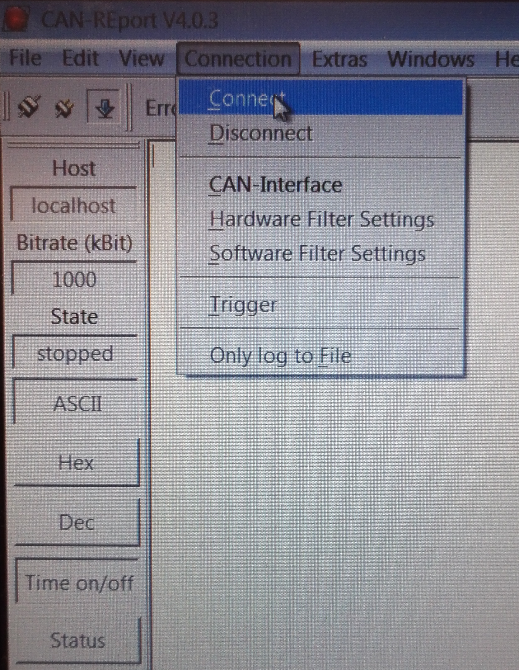 CAN-REport V4.0.3
File Edit View Connection Extras Windows
Connect
Disconnect
CAN-Interface
Hardware Filter Settings
Software Filter Settings
Trigger
Only log to File
Host
localhost
Bitrate (kBit)
1000
State
stopped
ASCII
Hex
Dec
Time on/off
Status